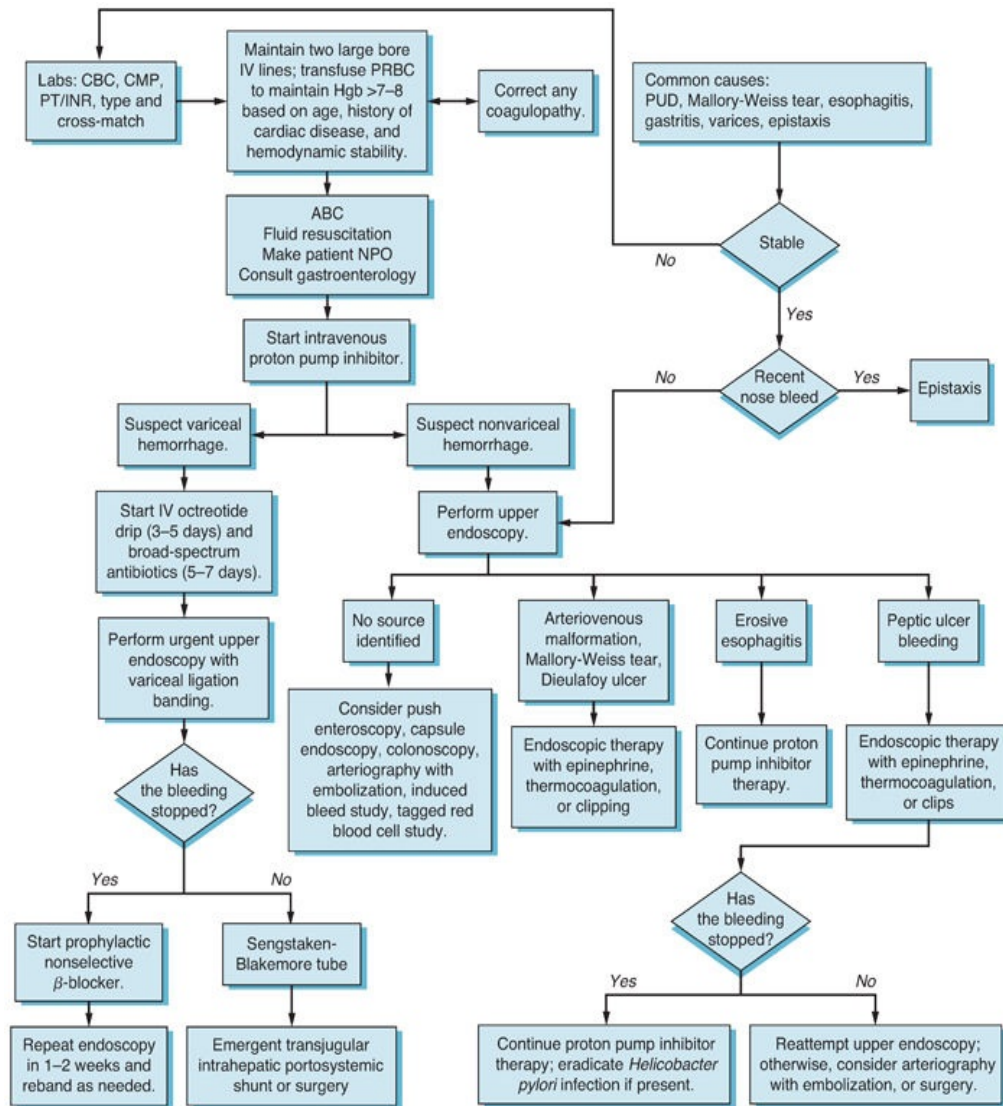 Labs: CBC, CMP,
PT/INR, type and
cross-match
Maintain two large bore
IV lines; transfuse PRBC
to maintain Hgb >7–8
based on age, history of
cardiac disease, and
hemodynamic stability.
Correct any
coagulopathy.
Common causes:
PUD, Mallory-Weiss tear, esophagitis,
gastritis, varices, epistaxis
ABC
Fluid resuscitation
Make patient NPO
Consult gastroenterology
Stable
No
Yes
Start intravenous
proton pump inhibitor.
Recent
nose bleed
No
Yes
Epistaxis
Suspect variceal
hemorrhage.
Suspect nonvariceal
hemorrhage.
Start IV octreotide
drip (3–5 days) and
broad-spectrum
antibiotics (5–7 days).
Perform upper
endoscopy.
Perform urgent upper
endoscopy with
variceal ligation
banding.
No source
identified
Arteriovenous
malformation,
Mallory-Weiss tear,
Dieulafoy ulcer
Erosive
esophagitis
Peptic ulcer
bleeding
Consider push
enteroscopy, capsule
endoscopy, colonoscopy,
arteriography with
embolization, induced
bleed study, tagged red
blood cell study.
Endoscopic therapy
with epinephrine,
thermocoagulation,
or clipping
Continue proton
pump inhibitor
therapy.
Endoscopic therapy
with epinephrine,
thermocoagulation,
or clips
Has
the bleeding
stopped?
Yes
No
Start prophylactic
nonselective
β-blocker.
Sengstaken-
Blakemore tube
Repeat endoscopy
in 1–2 weeks and
reband as needed.
Emergent transjugular
intrahepatic portosystemic
shunt or surgery
Has
the bleeding
stopped?
Yes
No
Continue proton pump inhibitor
therapy; eradicate Helicobacter
pylori infection if present.
Reattempt upper endoscopy;
otherwise, consider arteriography
with embolization, or surgery.